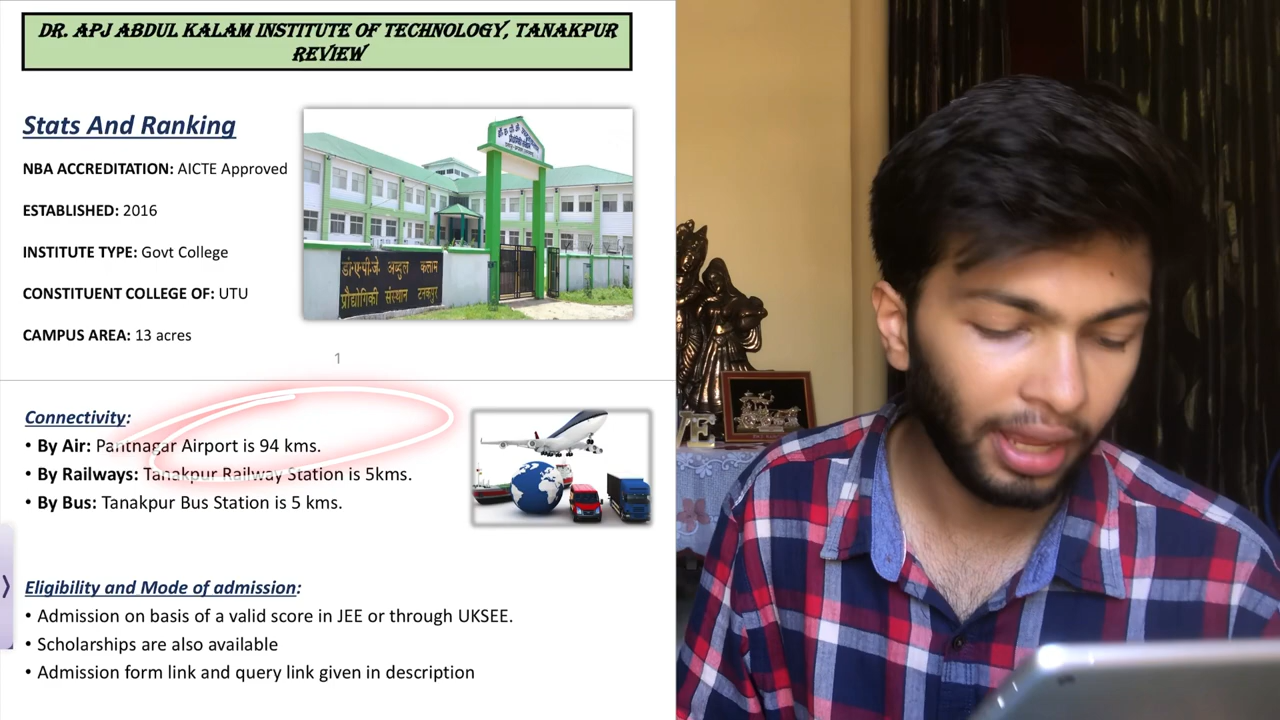 DR. APJ ABDUL KALAM INSTITUTE OF TECHNOLOGY, TANAKPUR
REVIEW
Stats And Ranking
NBA ACCREDITATION: AICTE Approved
ESTABLISHED: 2016
INSTITUTE TYPE: Govt College
CONSTITUENT COLLEGE OF: UTU
CAMPUS AREA: 13 acres
डा॰ए॰पी॰जे॰ अब्दुल कलाम
प्रौद्योगिकी संस्थान टनकपुर
1
Connectivity:
• By Air: Pantnagar Airport is 94 kms.
• By Railways: Tanakpur Railway Station is 5kms.
• By Bus: Tanakpur Bus Station is 5 kms.
Eligibility and Mode of admission:
• Admission on basis of a valid score in JEE or through UKSEE.
• Scholarships are also available
• Admission form link and query link given in description